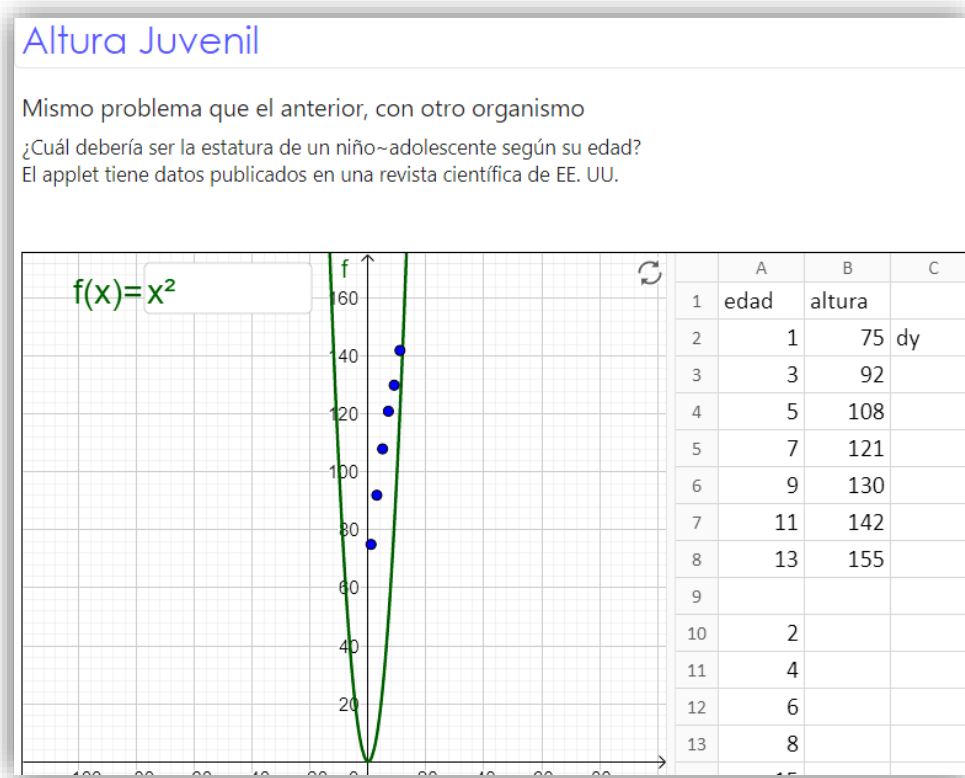 Altura Juvenil
Mismo problema que el anterior, con otro organismo
¿Cuál debería ser la estatura de un niño~adolescente según su edad?
El applet tiene datos publicados en una revista científica de EE. UU.
f(x)= x²
f
160
140
120
100
80
60
40
20
A B C
1 edad altura
2 1 75 dy
3 3 92
4 5 108
5 7 121
6 9 130
7 11 142
8 13 155
9
10 2
11 4
12 6
13 8